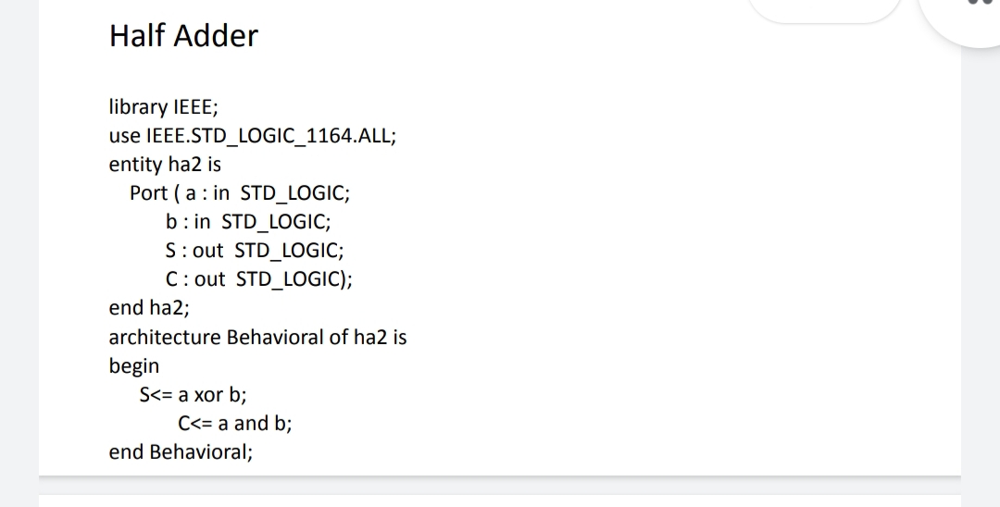 Half Adder
library IEEE;
use IEEE.STD_LOGIC_1164.ALL;
entity ha2 is
Port ( a : in  STD_LOGIC;
b : in  STD_LOGIC;
S : out  STD_LOGIC;
C : out  STD_LOGIC);
end ha2;
architecture Behavioral of ha2 is
begin
S<= a xor b;
C<= a and b;
end Behavioral;